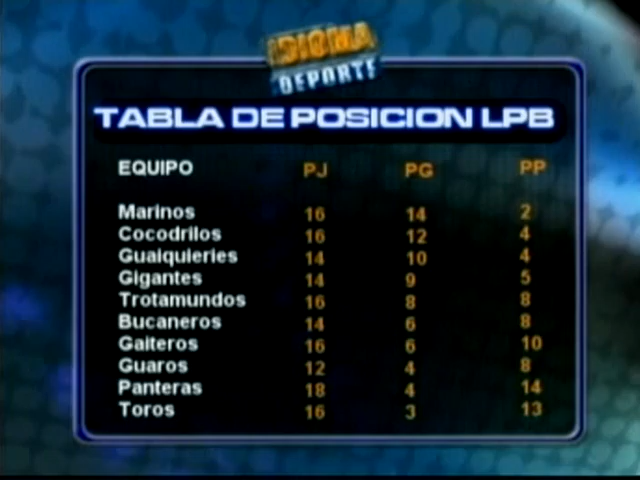 IDIOMA
DEPORTE
TABLA DE POSICION LPB
EQUIPO PJ PG PP
Marinos 16 14 2
Cocodrilos 16 12 4
Guaiquieries 14 10 4
Gigantes 14 9 5
Trotamundos 16 8 8
Bucaneros 14 6 8
Gaiteros 16 6 10
Guaros 12 4 8
Panteras 18 4 14
Toros 16 3 13